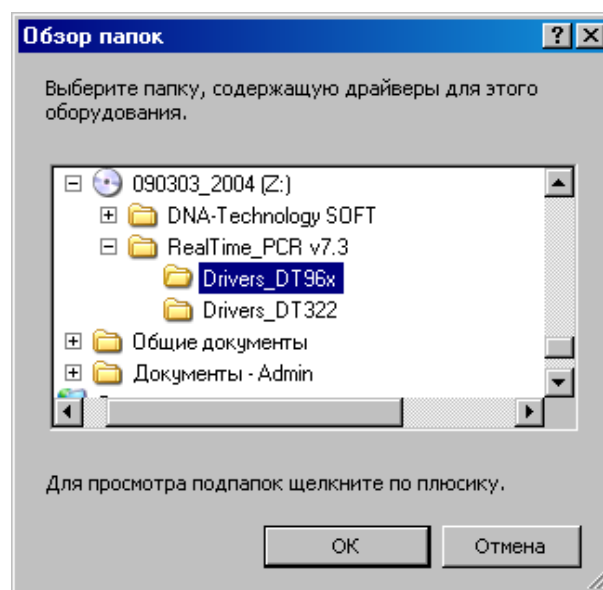 Обзор папок
Выберите папку, содержащую драйверы для этого
оборудования.
090303_2004 (Z:)
DNA-Technology SOFT
RealTime_PCR v7.3
Drivers_DT96x
Drivers_DT322
Общие документы
Документы - Admin
Для просмотра подпапок щелкните по плюсику.
ОК
Отмена